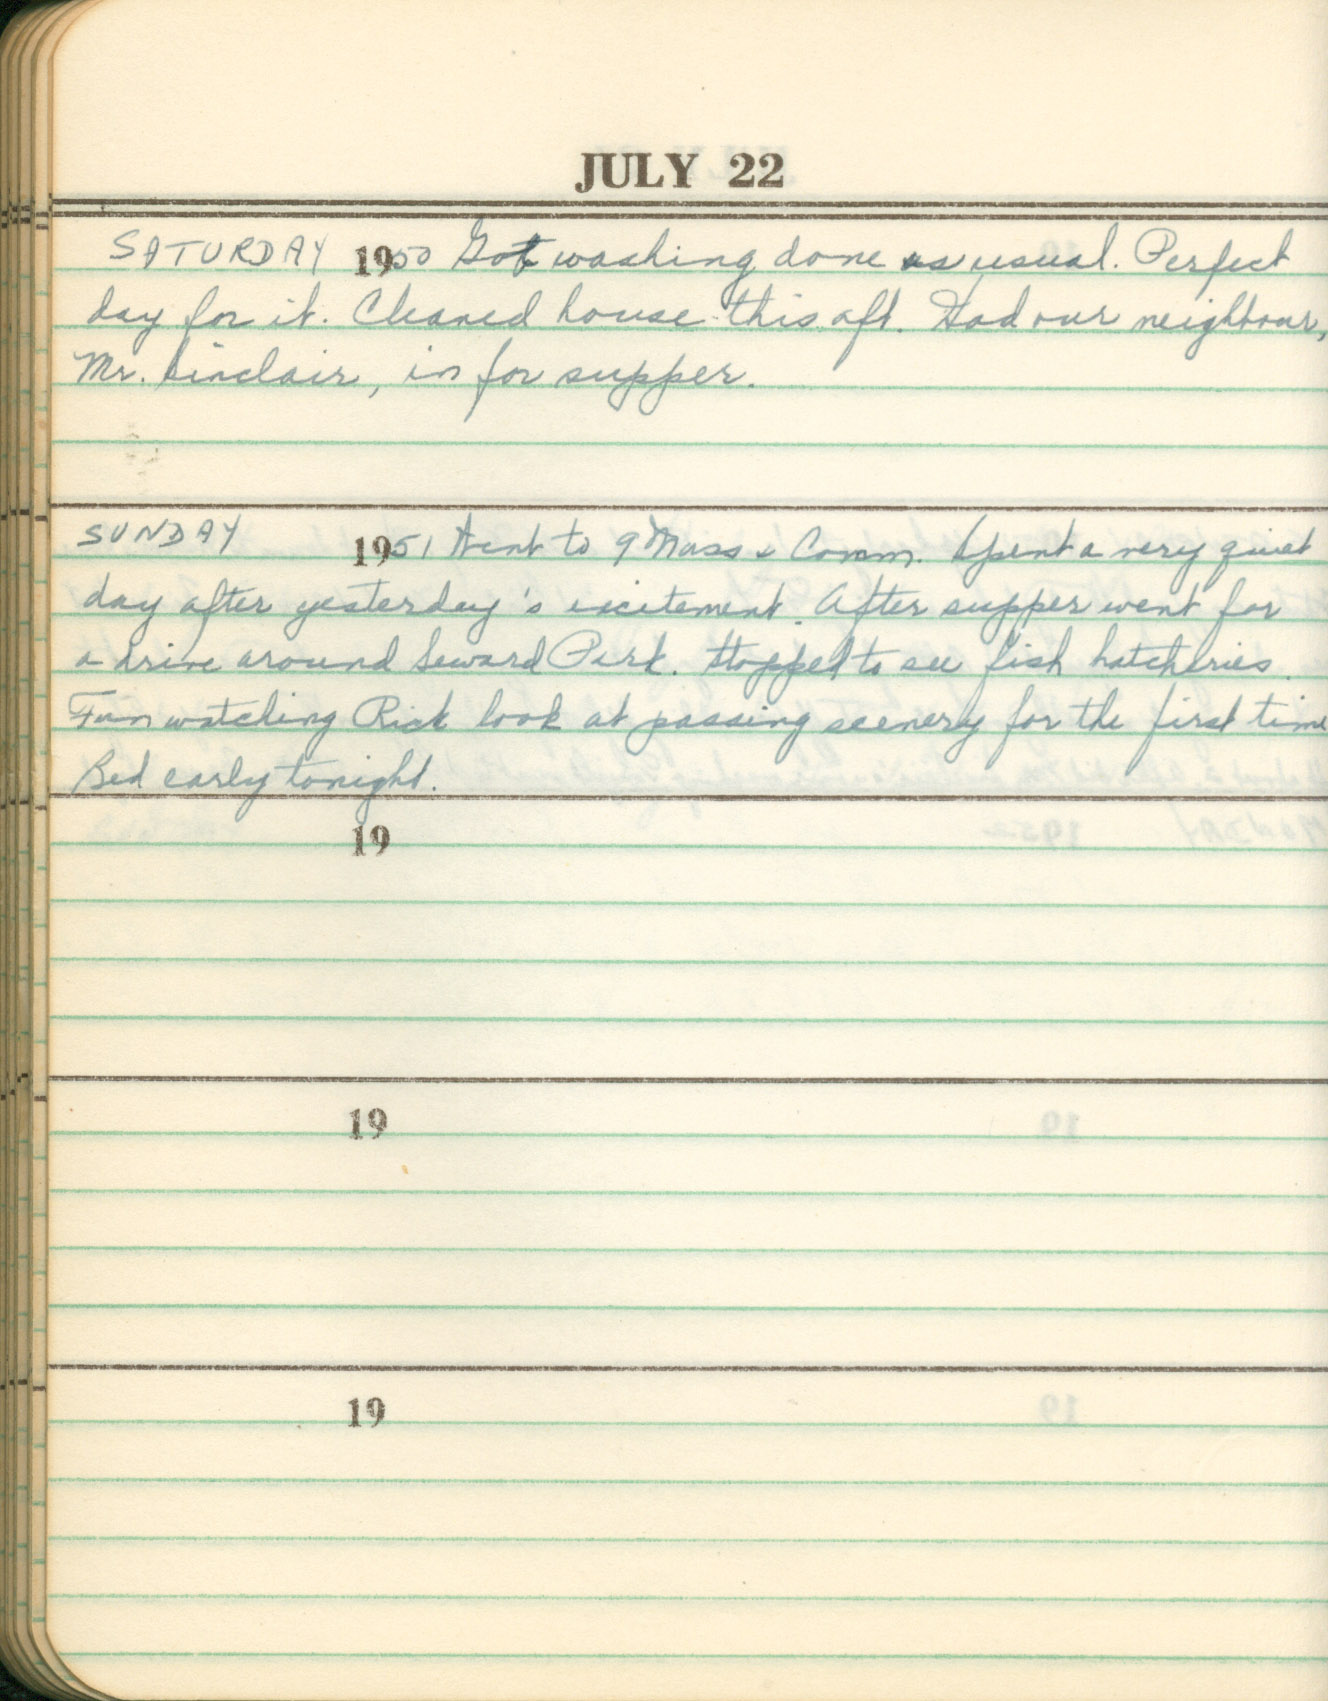 JULY 22
SATURDAY 1950 Got washing done as usual. Perfect
day for it. Cleaned house this aft. Had our neighbour,
Mr. Sinclair, in for supper.
SUNDAY 1951 Went to 9 Mass & Comm. Spent a very quiet
day after yesterday's excitement. After supper went for
a drive around Seward Park. Stopped to see fish hatcheries.
Fun watching Rick look at passing scenery for the first time
Bed early tonight.
19
19
19